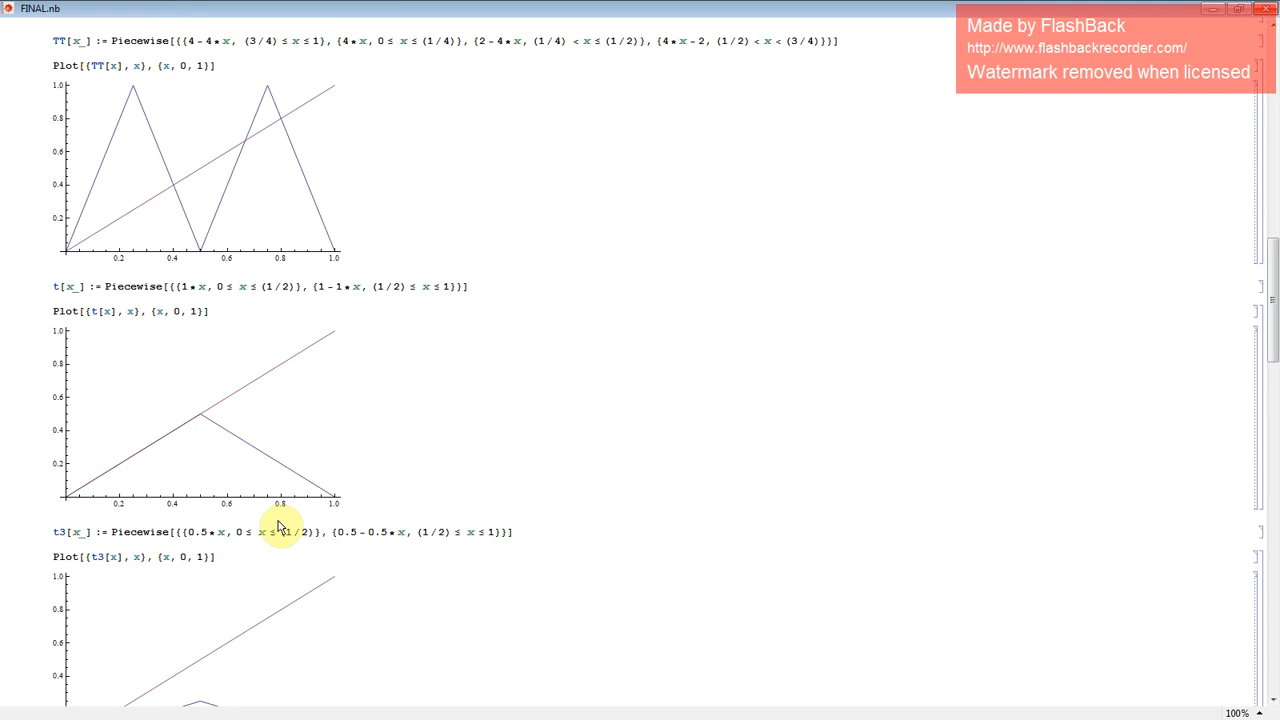 FINAL.nb
Made by FlashBack
http://www.flashbackrecorder.com/
Watermark removed when licensed
TT[x_] := Piecewise[{{4 - 4 * x, (3 / 4) ≤ x ≤ 1}, {4 * x, 0 ≤ x ≤ (1 / 4)}, {2 - 4 * x, (1 / 4) < x ≤ (1 / 2)}, {4 * x - 2, (1 / 2) < x < (3 / 4)}}]
Plot[{TT[x], x}, {x, 0, 1}]
1.0
0.8
0.6
0.4
0.2
0.2 0.4 0.6 0.8 1.0
t[x_] := Piecewise[{{1 * x, 0 ≤ x ≤ (1 / 2)}, {1 - 1 * x, (1 / 2) ≤ x ≤ 1}}]
Plot[{t[x], x}, {x, 0, 1}]
1.0
0.8
0.6
0.4
0.2
0.2 0.4 0.6 0.8 1.0
t3[x_] := Piecewise[{{0.5 * x, 0 ≤ x ≤ (1 / 2)}, {0.5 - 0.5 * x, (1 / 2) ≤ x ≤ 1}}]
Plot[{t3[x], x}, {x, 0, 1}]
1.0
0.8
0.6
0.4
100%